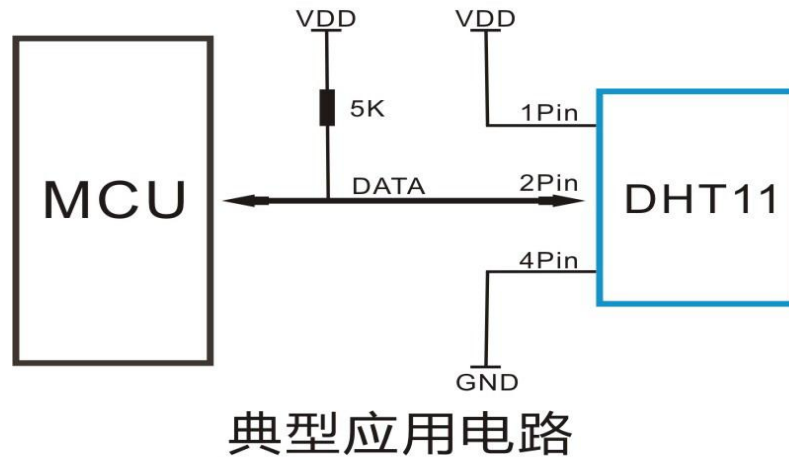 VDD
VDD
5K
1Pin
MCU
DATA
2Pin
DHT11
4Pin
GND
典型应用电路